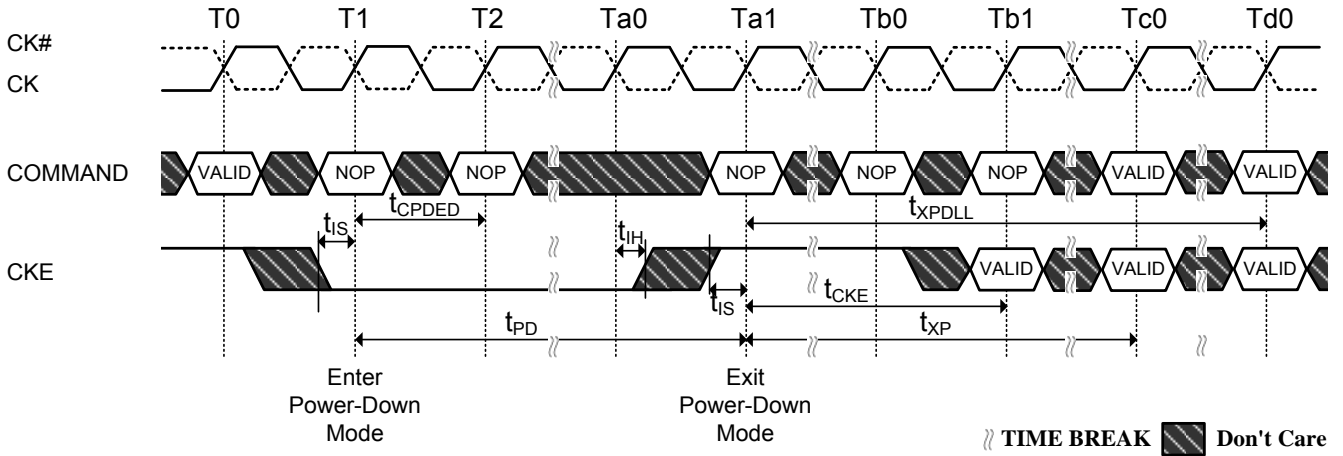 T0 T1 T2 Ta0 Ta1 Tb0 Tb1 Tc0 Td0
CK#
CK
COMMAND VALID NOP NOP NOP NOP NOP VALID VALID
tCPDED tXPDLL
tIS tIH
CKE VALID VALID VALID
tIS tCKE
tPD tXP
Enter
Power-Down
Mode
Exit
Power-Down
Mode
TIME BREAK Don't Care